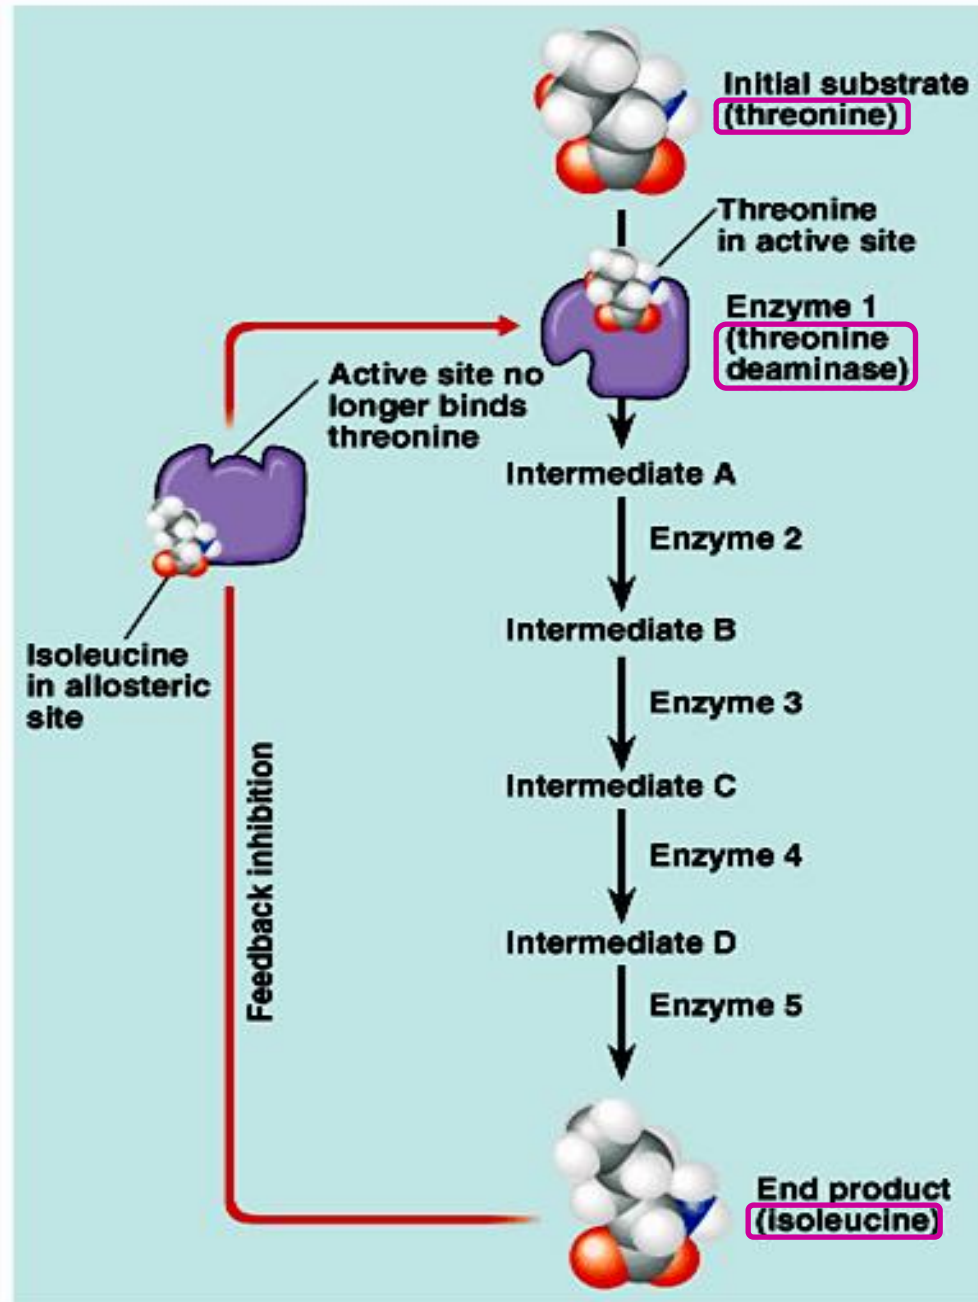 Initial substrate
(threonine)
Threonine
in active site
Enzyme 1
(threonine
deaminase)
Active site no
longer binds
threonine
Intermediate A
Enzyme 2
Intermediate B
Isoleucine
in allosteric
site
Enzyme 3
Intermediate C
Feedback inhibition
Enzyme 4
Intermediate D
Enzyme 5
End product
(isoleucine)